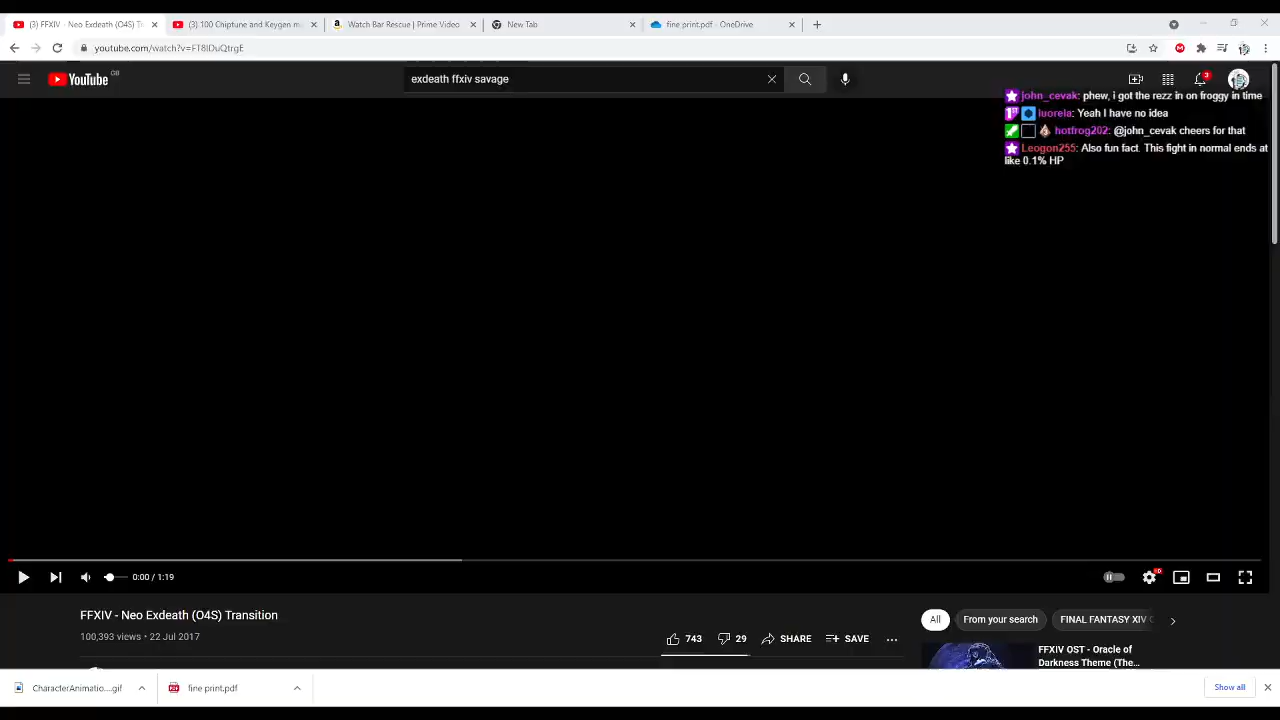 (3) FFXIV - Neo Exdeath (O4S) Tr
(3) 100 Chiptune and Keygen m
Watch Bar Rescue | Prime Video
New Tab
fine print.pdf - OneDrive
youtube.com/watch?v=FT8lDuQtrgE
YouTube GB
exdeath ffxiv savage
3
john_cevak: phew, i got the rezz in on froggy in time
luorela: Yeah I have no idea
hotfrog202: @john_cevak cheers for that
Leogon255: Also fun fact. This fight in normal ends at
like 0.1% HP
0:00 / 1:19
HD
FFXIV - Neo Exdeath (O4S) Transition
100,393 views • 22 Jul 2017
743
29
SHARE
SAVE
All
From your search
FINAL FANTASY XIV
FFXIV OST - Oracle of
Darkness Theme (The...
CharacterAnimatio....gif
fine print.pdf
Show all